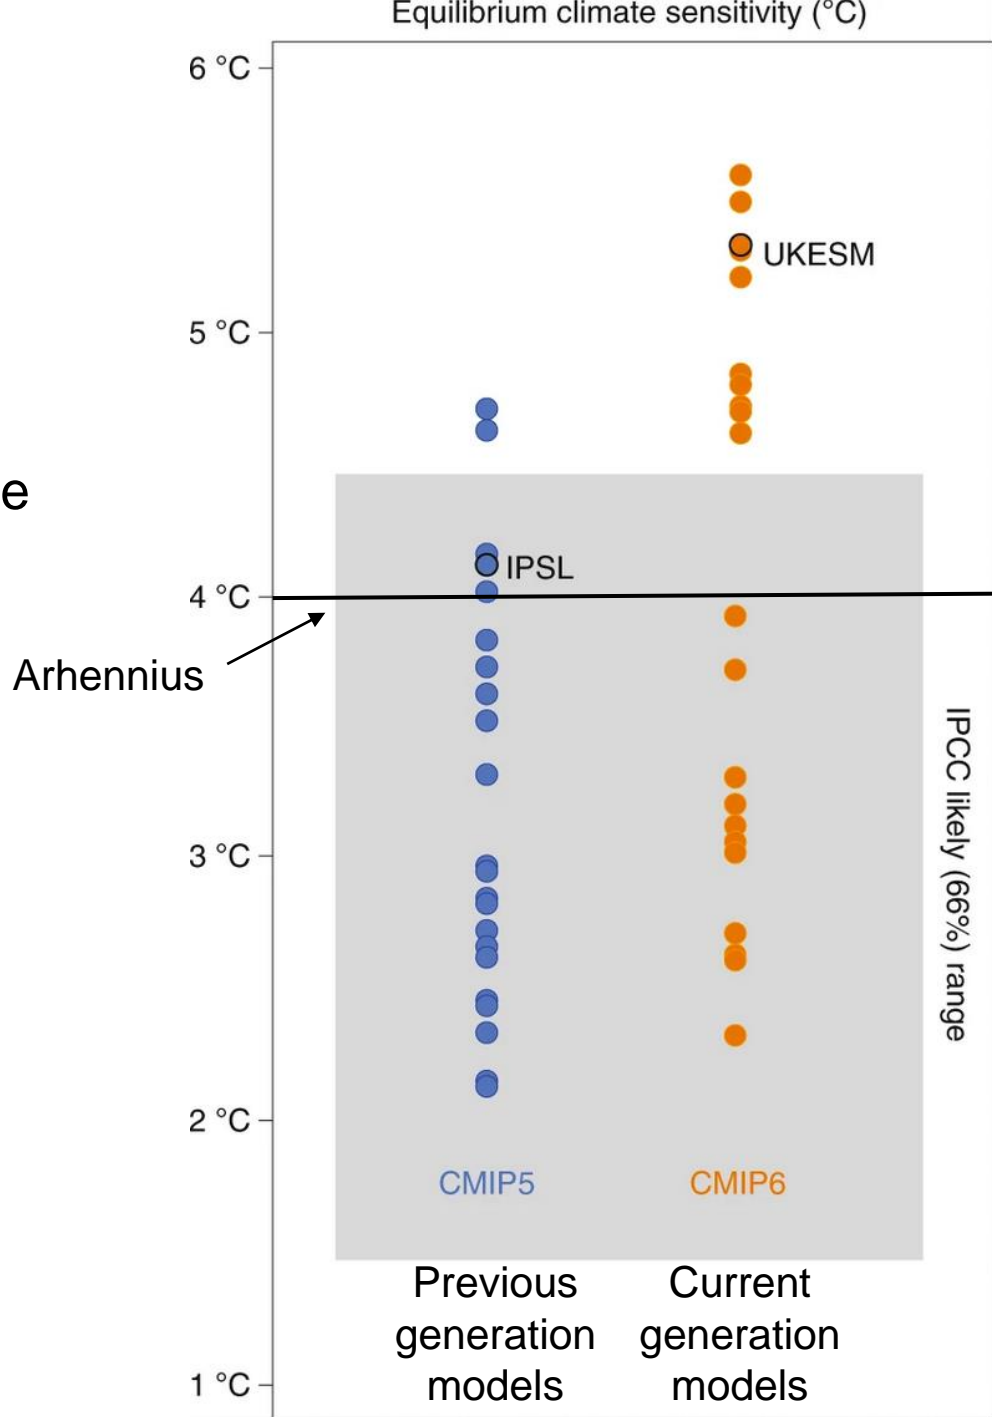 Equilibrium climate sensitivity (°C)
6 °C
UKESM
5 °C
e
IPSL
4 °C
Arhennius
IPCC likely (66%) range
3 °C
2 °C
CMIP5
CMIP6
Previous
generation
models
Current
generation
models
1 °C